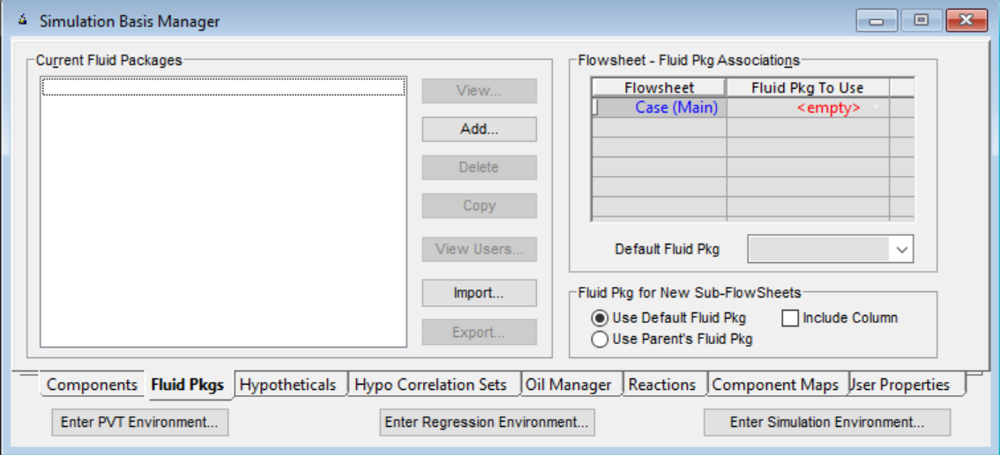 Simulation Basis Manager
Current Fluid Packages
View...
Add...
Delete
Copy
View Users...
Import...
Export...
Flowsheet - Fluid Pkg Associations
Flowsheet Fluid Pkg To Use
Case (Main) <empty>
Default Fluid Pkg
Fluid Pkg for New Sub-FlowSheets
Use Default Fluid Pkg Include Column
Use Parent's Fluid Pkg
Components Fluid Pkgs Hypotheticals Hypo Correlation Sets Oil Manager Reactions Component Maps User Properties
Enter PVT Environment... Enter Regression Environment... Enter Simulation Environment...